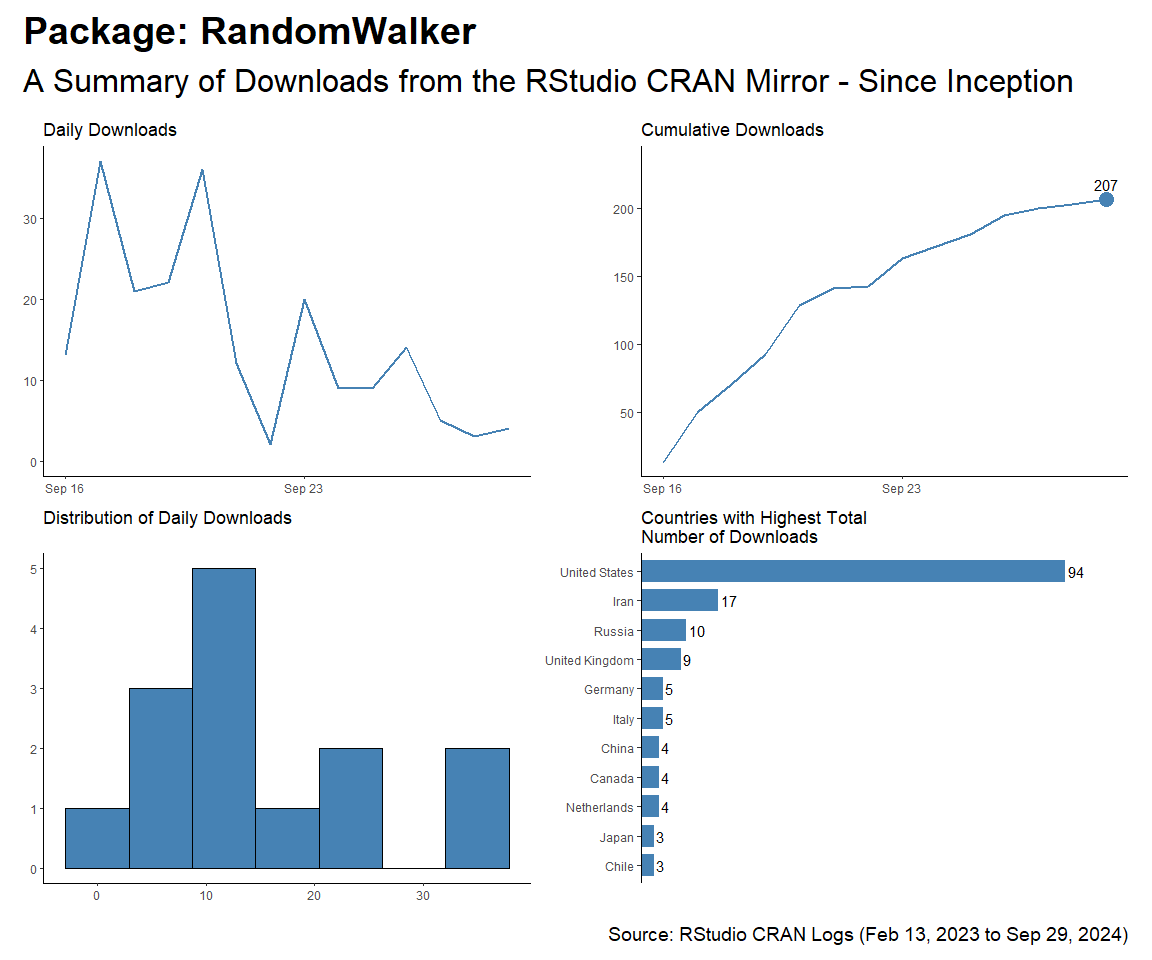 Package: RandomWalker
A Summary of Downloads from the RStudio CRAN Mirror - Since Inception
Daily Downloads
30
20
10
0
Sep 16
Sep 23
Cumulative Downloads
207
200
150
100
50
Sep 16
Sep 23
Distribution of Daily Downloads
5
4
3
2
1
0
0
10
20
30
Countries with Highest Total
Number of Downloads
United States 94
Iran 17
Russia 10
United Kingdom 9
Germany 5
Italy 5
China 4
Canada 4
Netherlands 4
Japan 3
Chile 3
Source: RStudio CRAN Logs (Feb 13, 2023 to Sep 29, 2024)